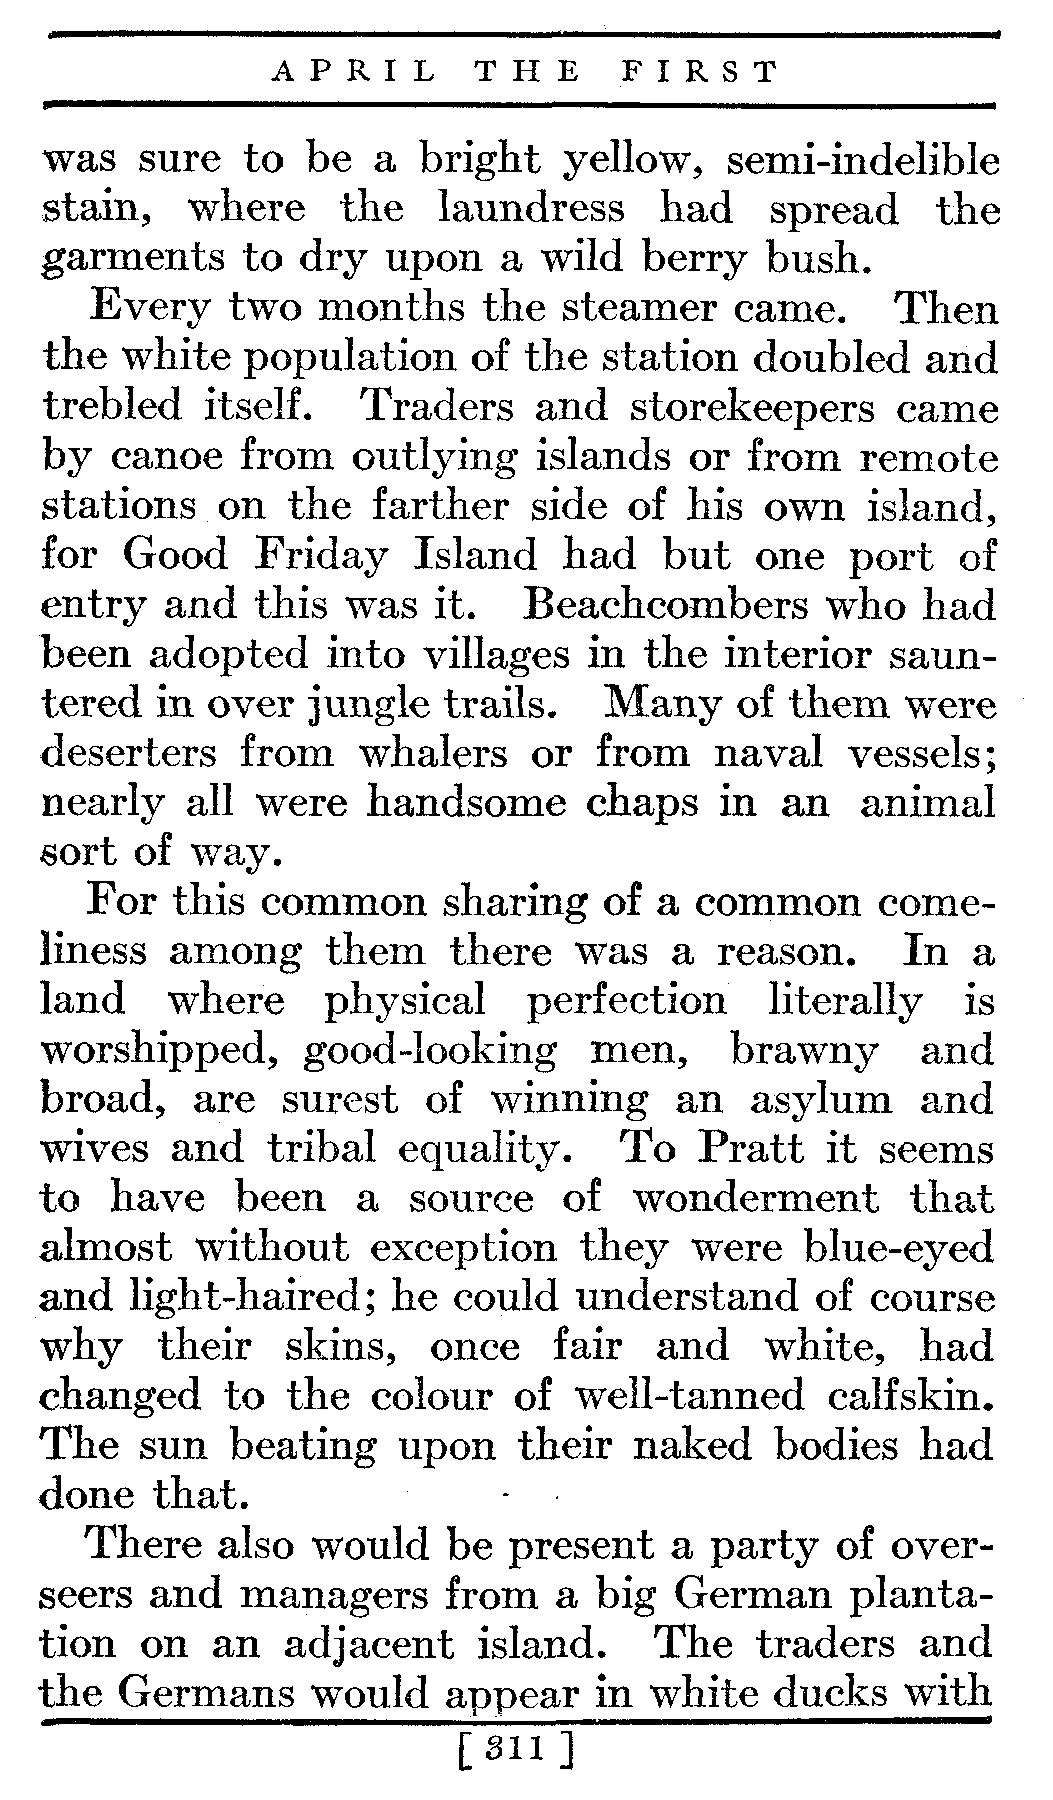 APRIL THE FIRST
was sure to be a bright yellow, semi-indelible
stain, where the laundress had spread the
garments to dry upon a wild berry bush.
Every two months the steamer came. Then
the white population of the station doubled and
trebled itself. Traders and storekeepers came
by canoe from outlying islands or from remote
stations on the farther side of his own island,
for Good Friday Island had but one port of
entry and this was it. Beachcombers who had
been adopted into villages in the interior saun-
tered in over jungle trails. Many of them were
deserters from whalers or from naval vessels;
nearly all were handsome chaps in an animal
sort of way.
For this common sharing of a common come-
liness among them there was a reason. In a
land where physical perfection literally is
worshipped, good-looking men, brawny and
broad, are surest of winning an asylum and
wives and tribal equality. To Pratt it seems
to have been a source of wonderment that
almost without exception they were blue-eyed
and light-haired; he could understand of course
why their skins, once fair and white, had
changed to the colour of well-tanned calfskin.
The sun beating upon their naked bodies had
done that.
There also would be present a party of over-
seers and managers from a big German planta-
tion on an adjacent island. The traders and
the Germans would appear in white ducks with
[ 311 ]